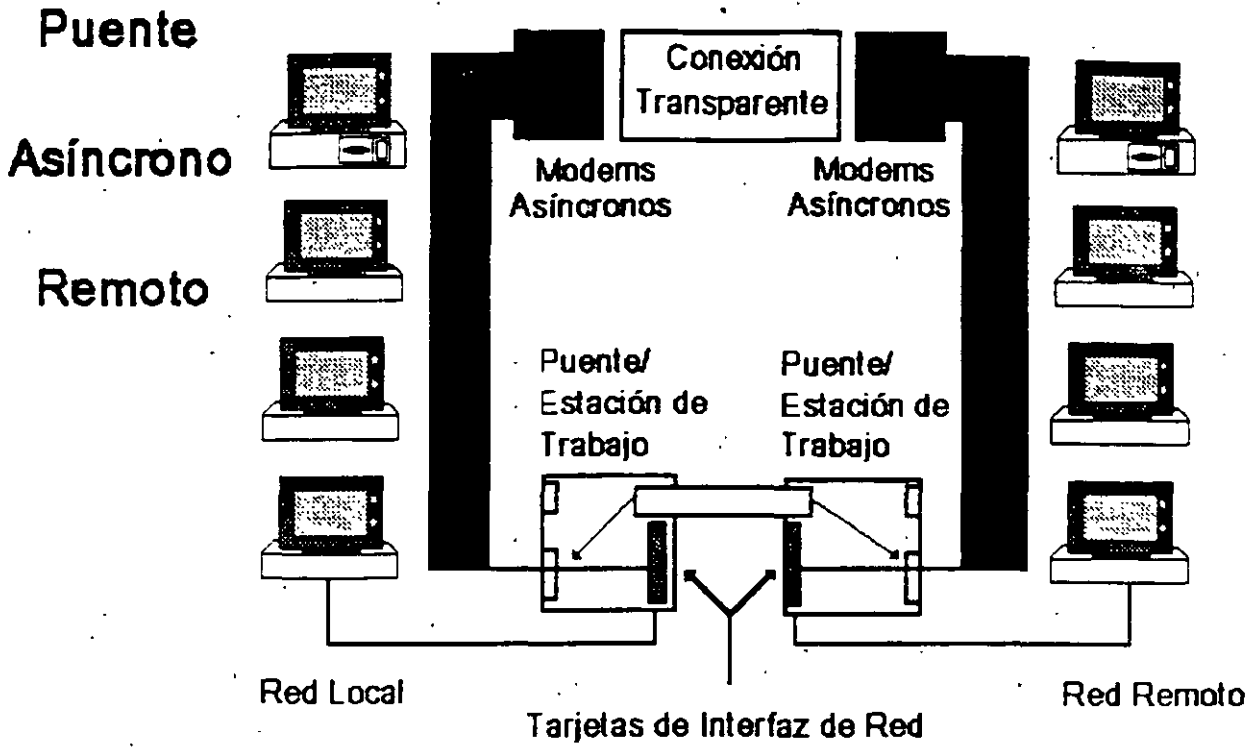 Puente
Asíncrono
Remoto
Conexión
Transparente
Modems
Asíncronos
Modems
Asíncronos
Puente/
Estación de
Trabajo
Puente/
Estación de
Trabajo
Red Local
Tarjetas de Interfaz de Red
Red Remoto